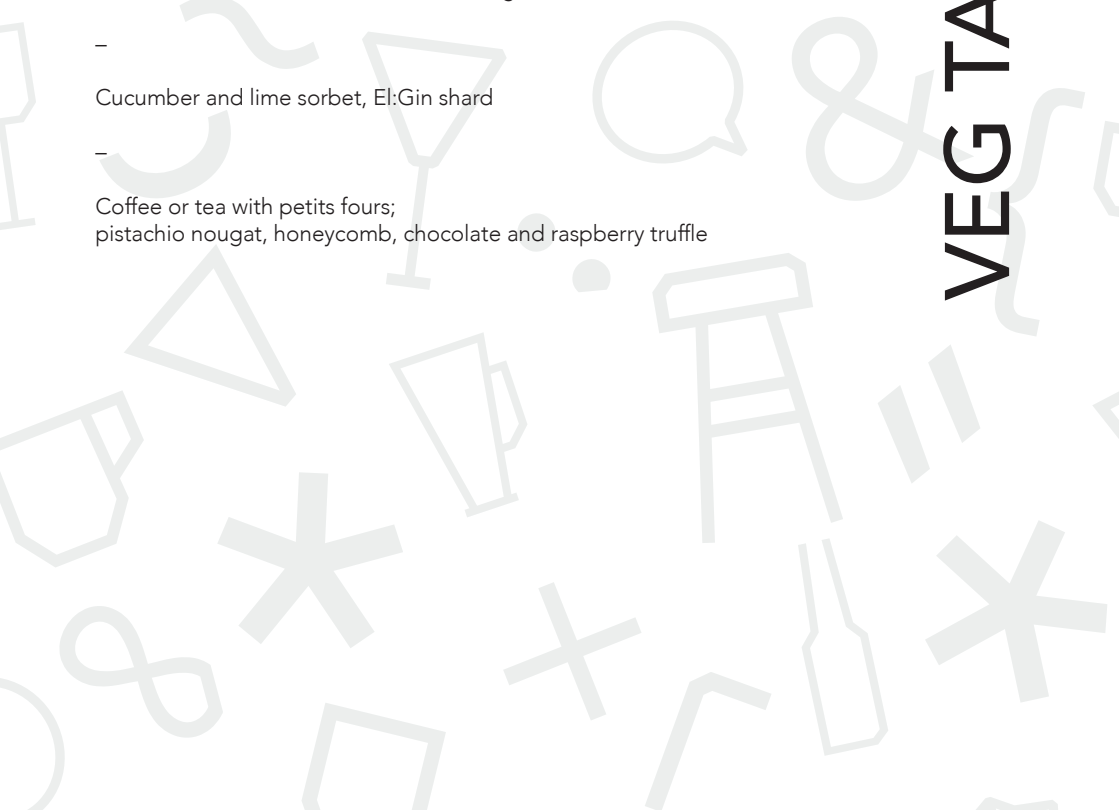 –
Cucumber and lime sorbet, El:Gin shard
–
Coffee or tea with petits fours;
pistachio nougat, honeycomb, chocolate and raspberry truffle
VEG TA